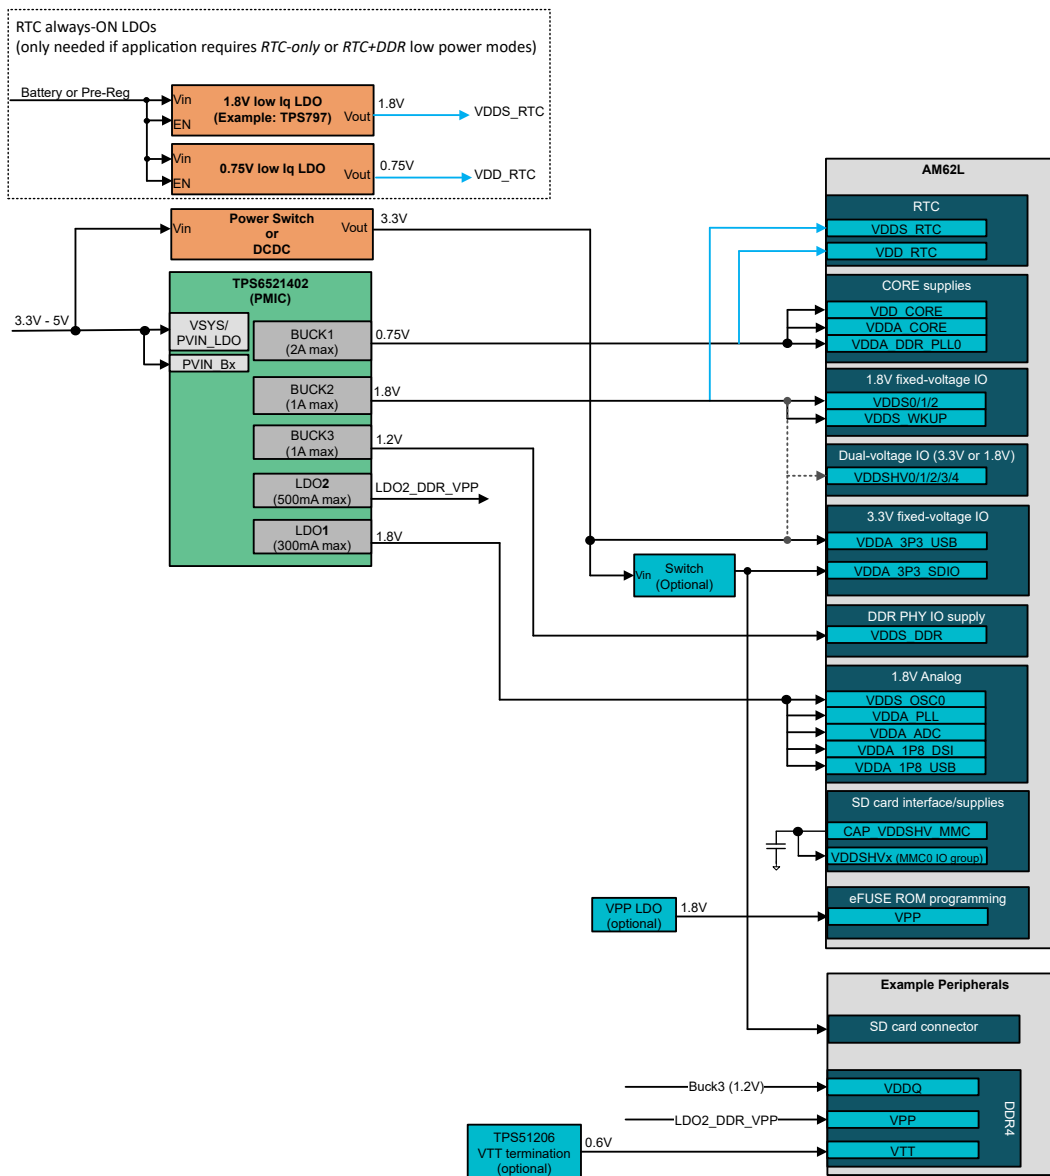 RTC always-ON LDOs
(only needed if application requires RTC-only or RTC+DDR low power modes)
Battery or Pre-Reg
Vin
EN
1.8V low Iq LDO
(Example: TPS797)
Vout
1.8V
VDDS_RTC
Vin
EN
0.75V low Iq LDO
Vout
0.75V
VDD_RTC
Vin
Power Switch
or
DCDC
Vout
3.3V
TPS6521402
(PMIC)
3.3V - 5V
VSYS/
PVIN_LDO
PVIN_Bx
BUCK1
(2A max)
0.75V
BUCK2
(1A max)
1.8V
BUCK3
(1A max)
1.2V
LDO2
(500mA max)
LDO2_DDR_VPP
LDO1
(300mA max)
1.8V
Vin
Switch
(Optional)
AM62L
RTC
VDDS_RTC
VDD_RTC
CORE supplies
VDD_CORE
VDDA_CORE
VDDA_DDR_PLL0
1.8V fixed-voltage IO
VDDS0/1/2
VDDS_WKUP
Dual-voltage IO (3.3V or 1.8V)
VDDSHV0/1/2/3/4
3.3V fixed-voltage IO
VDDA_3P3_USB
VDDA_3P3_SDIO
DDR PHY IO supply
VDDS_DDR
1.8V Analog
VDDS_OSC0
VDDA_PLL
VDDA_ADC
VDDA_1P8_DSI
VDDA_1P8_USB
SD card interface/supplies
CAP_VDDSHV_MMC
VDDSHVx (MMC0 IO group)
VPP LDO
(optional)
1.8V
eFUSE ROM programming
VPP
Example Peripherals
SD card connector
Buck3 (1.2V)
VDDQ
LDO2_DDR_VPP
VPP
DDR4
TPS51206
VTT termination
(optional)
0.6V
VTT